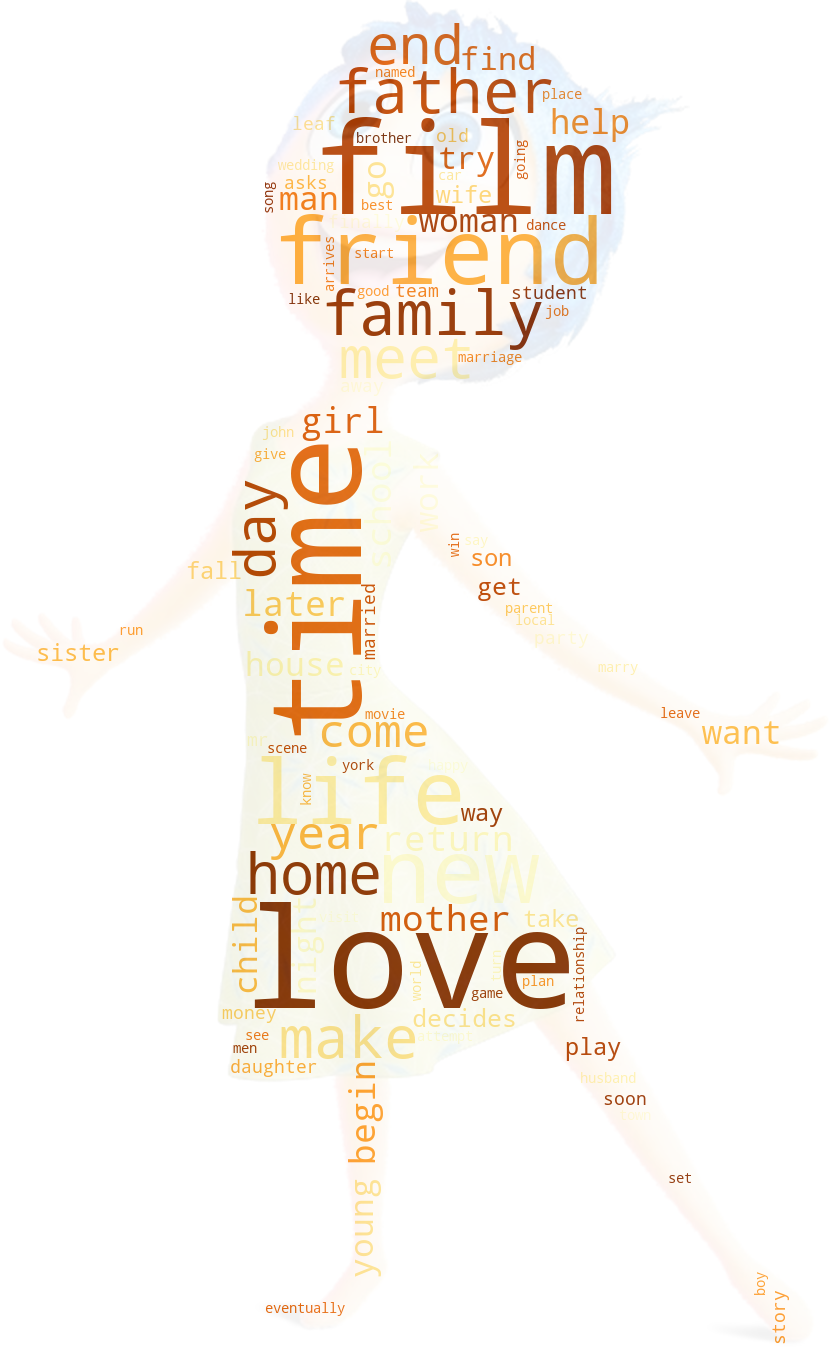 end
find
named
father
place
help
leaf
film
brother
old
try
going
wedding
go
car
asks
man
song
best
wife
woman
dance
friend
arrives
start
like
good
team
student
family
job
meet
marriage
girl
john
give
school
work
day
time
win
say
son
get
fall
later
married
parent
local
party
run
sister
house
city
marry
leave
want
movie
come
mr
scene
york
life
know
way
year
return
home
new
child
night
mother
take
love
world
turn
plan
game
relationship
money
decides
see
men
make
attempt
play
daughter
husband
begin
soon
young
set
eventually
boy
story